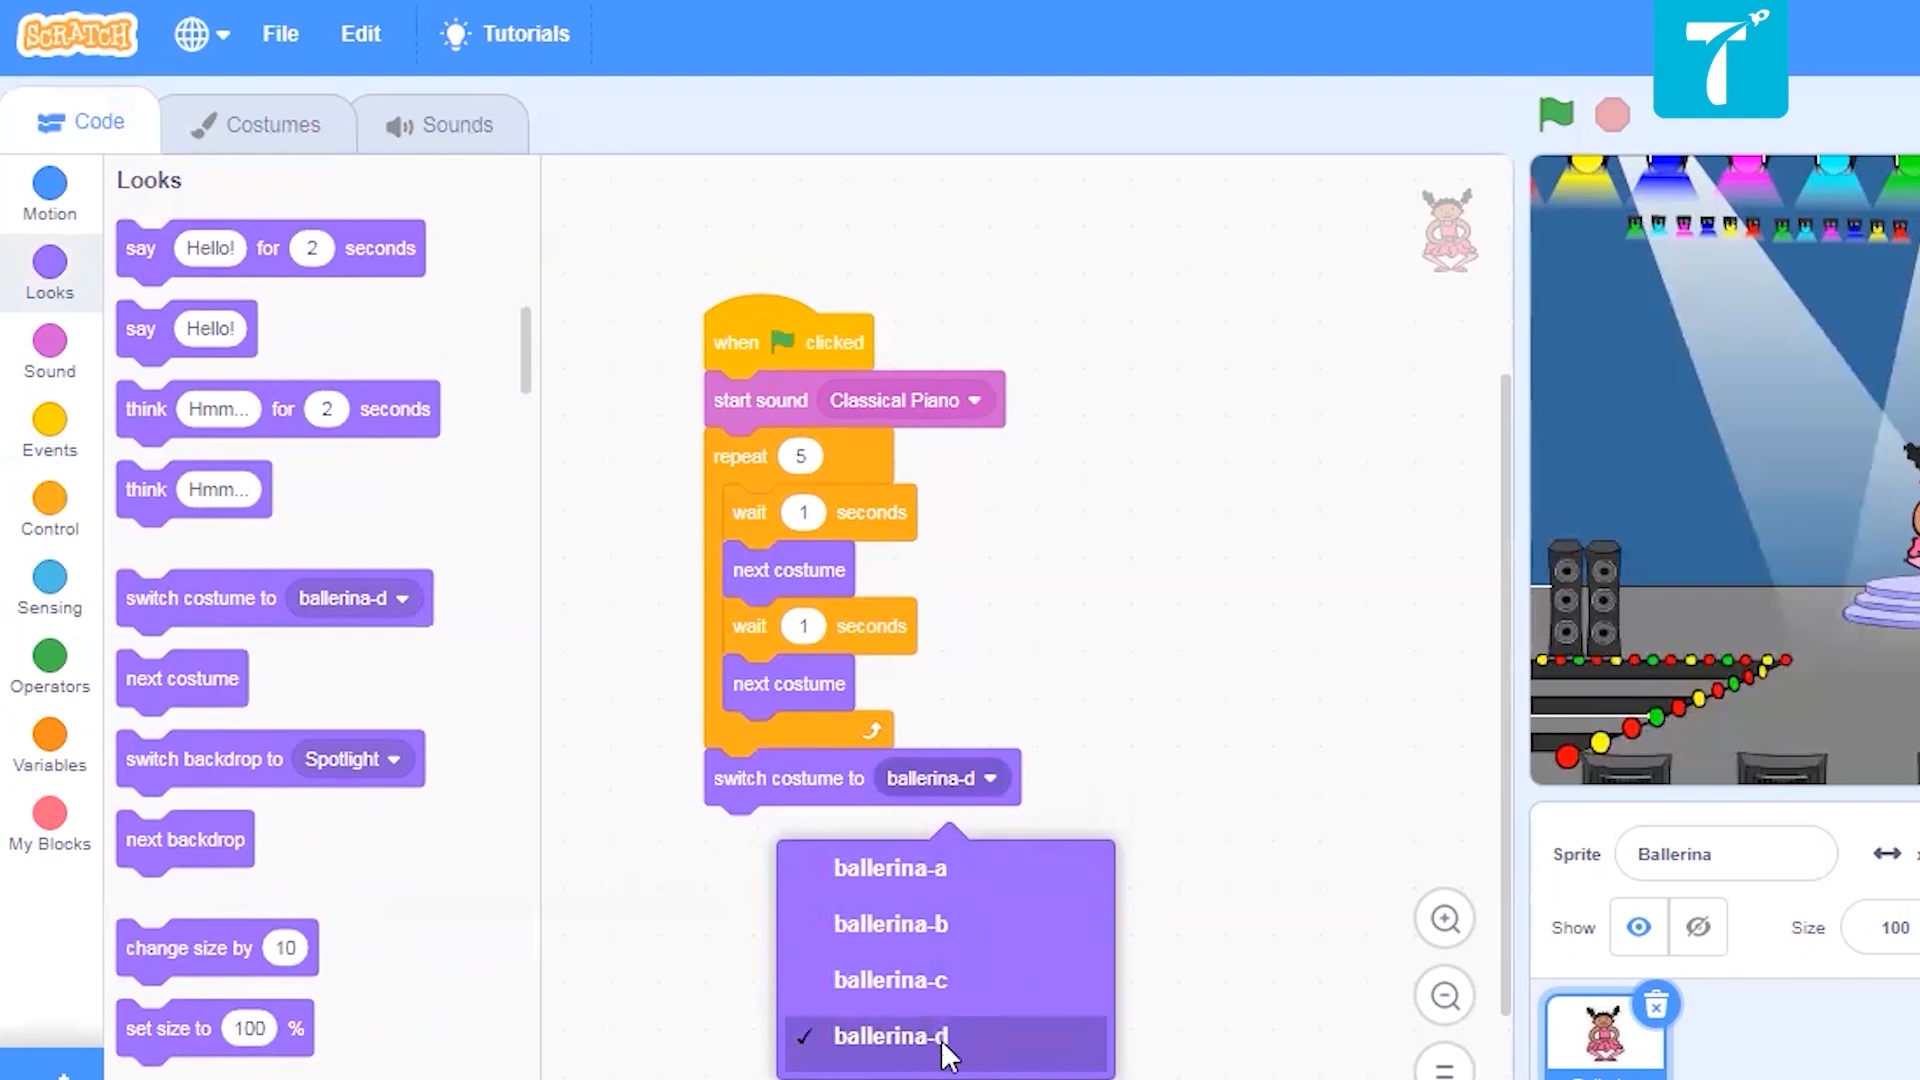 SCRATCH
File
Edit
Tutorials
T
Code
Costumes
Sounds
Motion
Looks
Sound
Events
Control
Sensing
Operators
Variables
My Blocks
Looks
say Hello! for 2 seconds
say Hello!
think Hmm... for 2 seconds
think Hmm...
switch costume to ballerina-d
next costume
switch backdrop to Spotlight
next backdrop
change size by 10
set size to 100 %
when clicked
start sound Classical Piano
repeat 5
wait 1 seconds
next costume
wait 1 seconds
next costume
switch costume to ballerina-d
ballerina-a
ballerina-b
ballerina-c
✓ ballerina-d
Sprite Ballerina
Show
Size 100